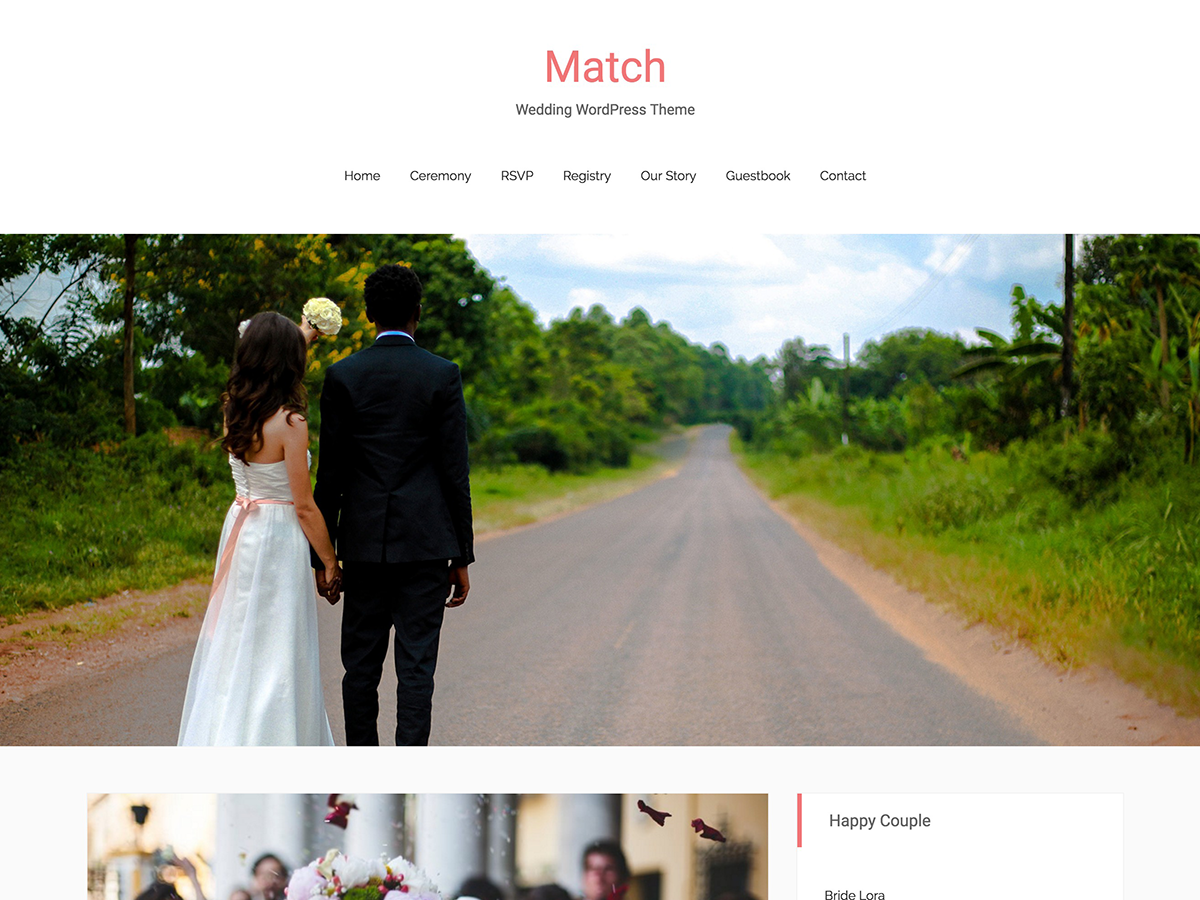 Match
Wedding WordPress Theme
Home Ceremony RSVP Registry Our Story Guestbook Contact
Happy Couple
Bride Lora